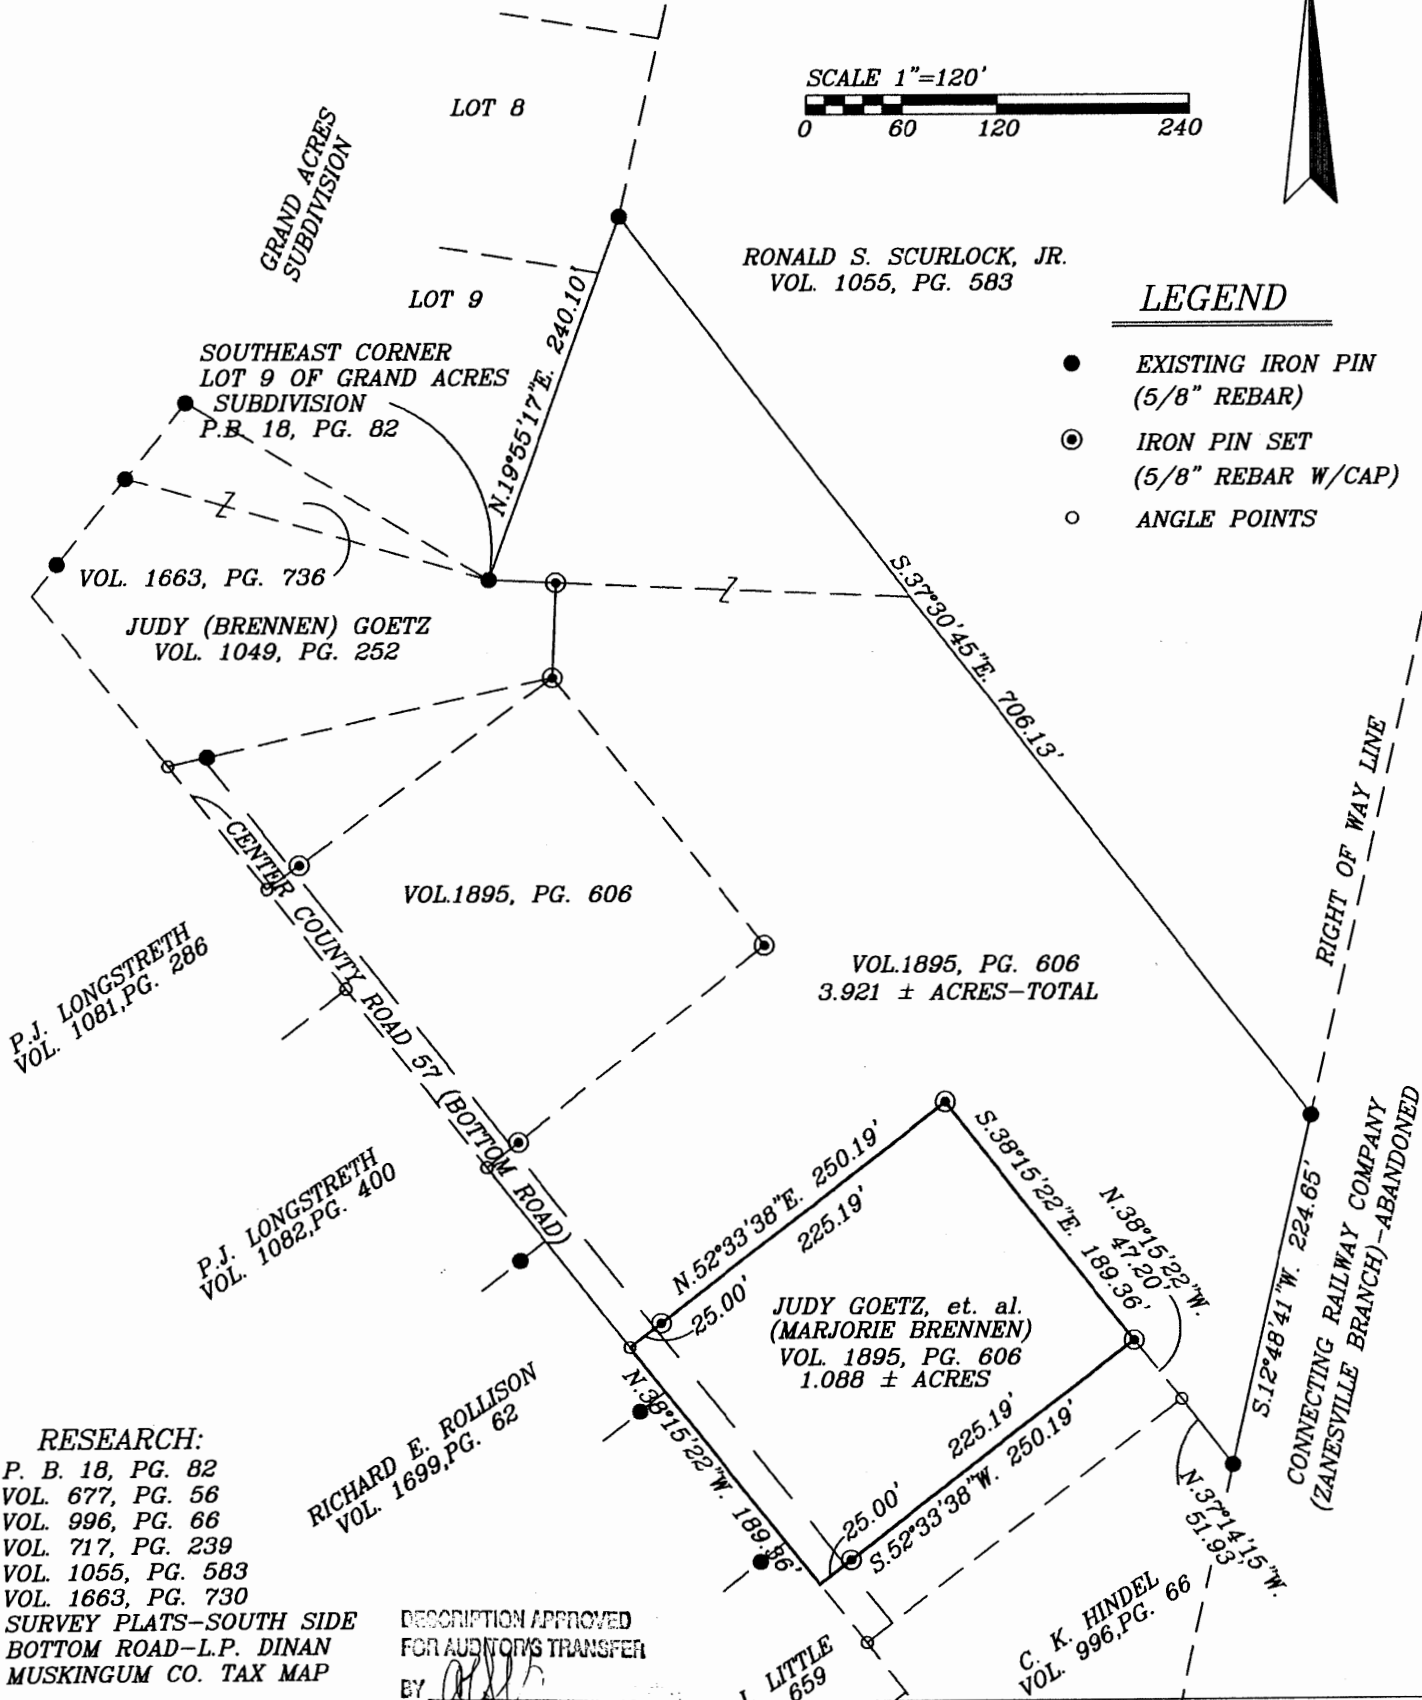 SCALE 1"=120'
0 60 120 240
LOT 8
GRAND ACRES
SUBDIVISION
RONALD S. SCURLOCK, JR.
VOL. 1055, PG. 583
LOT 9
LEGEND
EXISTING IRON PIN
(5/8" REBAR)
IRON PIN SET
(5/8" REBAR W/CAP)
ANGLE POINTS
SOUTHEAST CORNER
LOT 9 OF GRAND ACRES
SUBDIVISION
P.B. 18, PG. 82
N.19°55'17"E. 240.10'
Z
VOL. 1663, PG. 736
Z
JUDY (BRENNEN) GOETZ
VOL. 1049, PG. 252
S.37°30'45"E. 706.13'
RIGHT OF WAY LINE
CENTER COUNTY ROAD 57 (BOTTOM ROAD)
VOL.1895, PG. 606
P.J. LONGSTRETH
VOL. 1081,PG. 286
VOL.1895, PG. 606
3.921 ± ACRES-TOTAL
P.J. LONGSTRETH
VOL. 1082,PG. 400
N.52°33'38"E. 250.19'
225.19'
25.00'
S.38°15'22"E. 189.36'
N.38°15'22"W.
47.20'
S.12°48'41"W. 224.65'
CONNECTING RAILWAY COMPANY
(ZANESVILLE BRANCH)-ABANDONED
JUDY GOETZ, et. al.
(MARJORIE BRENNEN)
VOL. 1895, PG. 606
1.088 ± ACRES
RICHARD E. ROLLISON
VOL. 1699,PG. 62
N.38°15'22"W. 189.36'
225.19'
25.00'
S.52°33'38"W. 250.19'
N.37°14'15"W.
51.93'
C. K. HINDEL
VOL. 996,PG. 66
RESEARCH:
P. B. 18, PG. 82
VOL. 677, PG. 56
VOL. 996, PG. 66
VOL. 717, PG. 239
VOL. 1055, PG. 583
VOL. 1663, PG. 730
SURVEY PLATS-SOUTH SIDE
BOTTOM ROAD-L.P. DINAN
MUSKINGUM CO. TAX MAP
DESCRIPTION APPROVED
FOR AUDITOR'S TRANSFER
BY
LITTLE
659